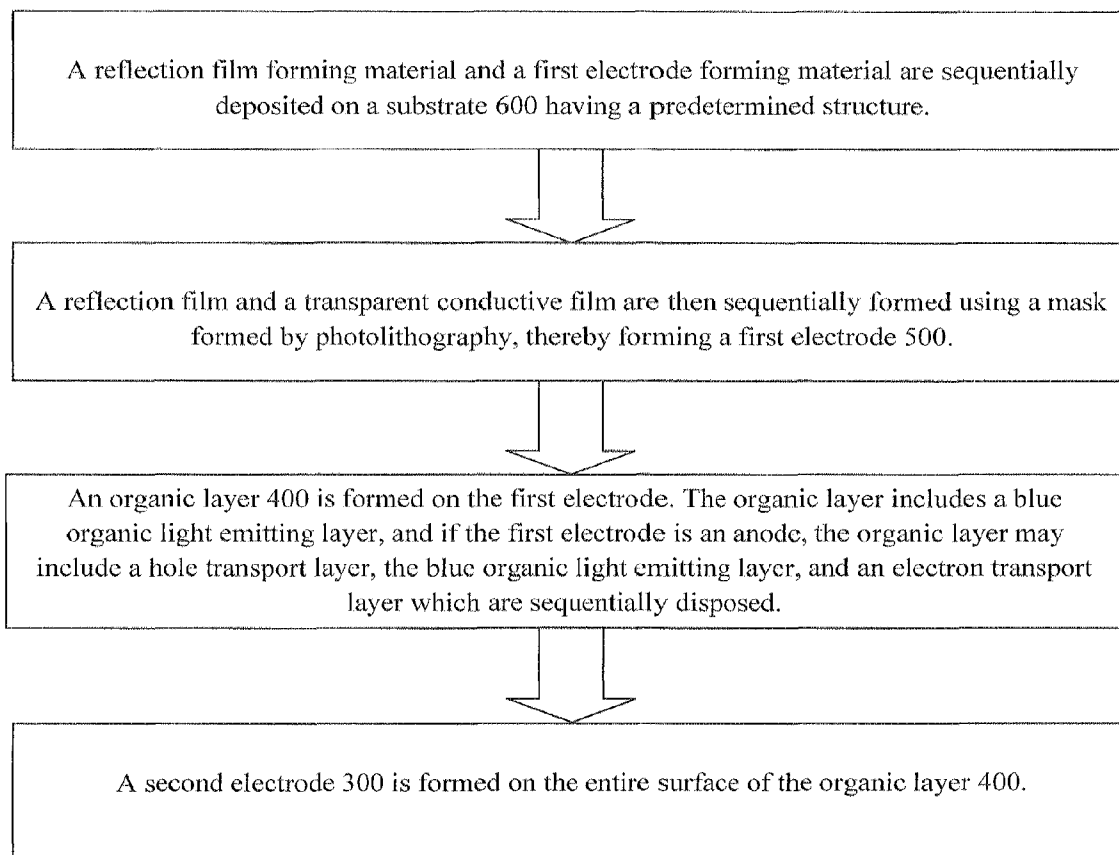 A reflection film forming material and a first electrode forming material are sequentially
deposited on a substrate 600 having a predetermined structure.
A reflection film and a transparent conductive film are then sequentially formed using a mask
formed by photolithography, thereby forming a first electrode 500.
An organic layer 400 is formed on the first electrode. The organic layer includes a blue
organic light emitting layer, and if the first electrode is an anode, the organic layer may
include a hole transport layer, the blue organic light emitting layer, and an electron transport
layer which are sequentially disposed.
A second electrode 300 is formed on the entire surface of the organic layer 400.